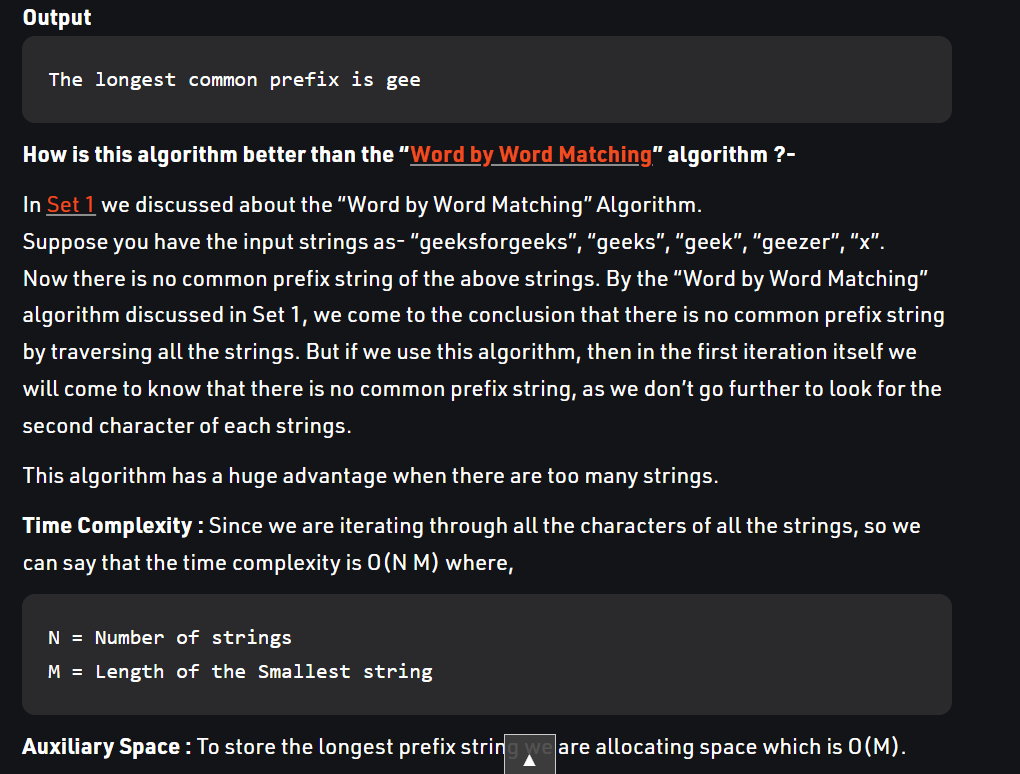 Output
The longest common prefix is gee
How is this algorithm better than the “Word by Word Matching” algorithm ?-
In Set 1 we discussed about the “Word by Word Matching” Algorithm.
Suppose you have the input strings as- “geeksforgeeks”, “geeks”, “geek”, “geezer”, “x”.
Now there is no common prefix string of the above strings. By the “Word by Word Matching”
algorithm discussed in Set 1, we come to the conclusion that there is no common prefix string
by traversing all the strings. But if we use this algorithm, then in the first iteration itself we
will come to know that there is no common prefix string, as we don’t go further to look for the
second character of each strings.
This algorithm has a huge advantage when there are too many strings.
Time Complexity : Since we are iterating through all the characters of all the strings, so we
can say that the time complexity is O(N M) where,
N = Number of strings
M = Length of the Smallest string
Auxiliary Space : To store the longest prefix string we are allocating space which is O(M).